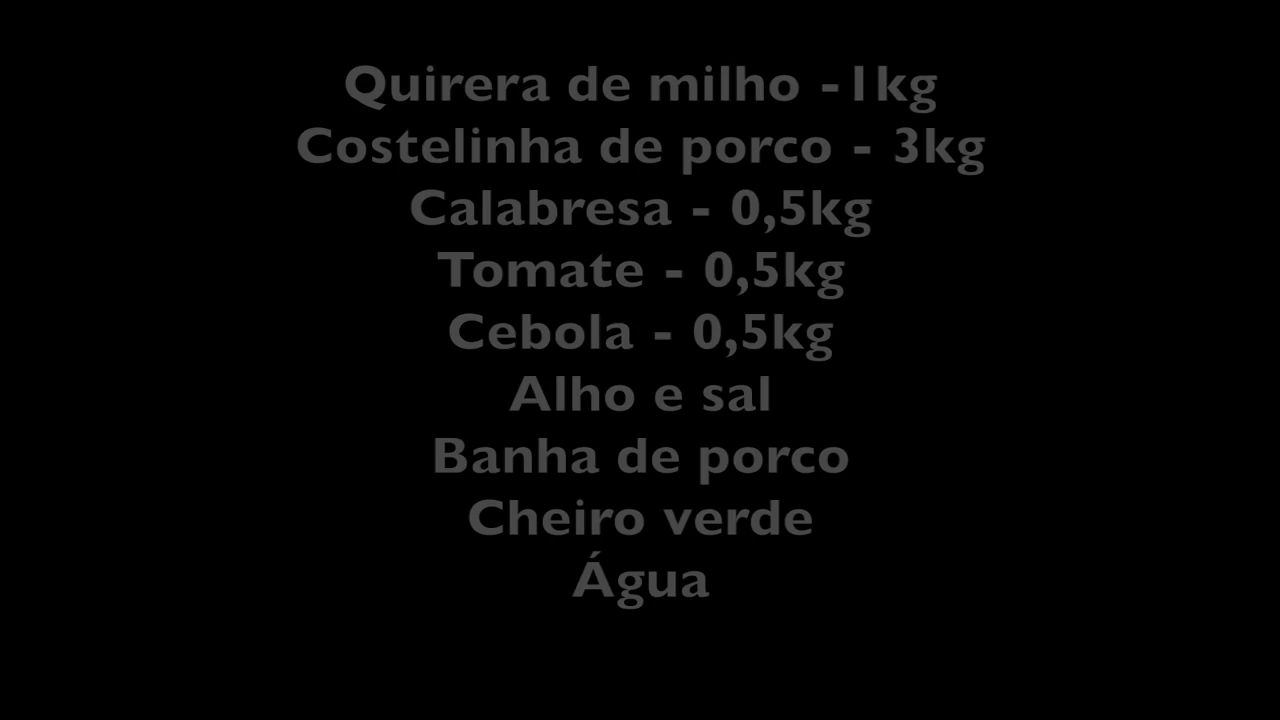 Quirera de milho -1kg
Costelinha de porco - 3kg
Calabresa - 0,5kg
Tomate - 0,5kg
Cebola - 0,5kg
Alho e sal
Banha de porco
Cheiro verde
Água